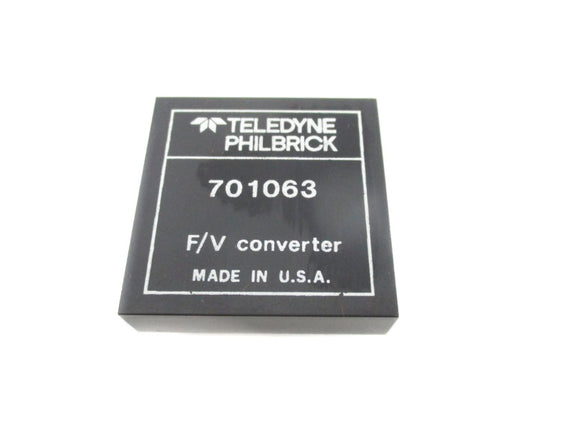 TELEDYNE
PHILBRICK
701063
F/V converter
MADE IN U.S.A.